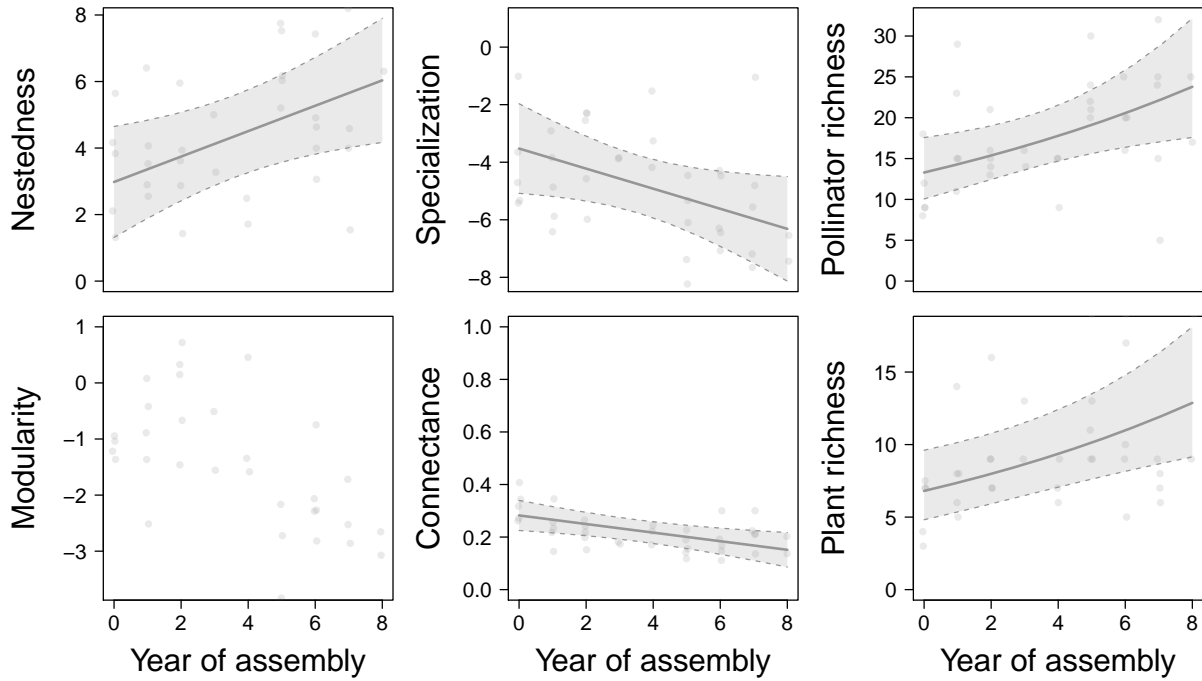 Nestedness
8
6
4
2
0
Specialization
0
−2
−4
−6
−8
Pollinator richness
30
25
20
15
10
5
0
Modularity
1
0
−1
−2
−3
0 2 4 6 8
Year of assembly
Connectance
1.0
0.8
0.6
0.4
0.2
0.0
0 2 4 6 8
Year of assembly
Plant richness
15
10
5
0
0 2 4 6 8
Year of assembly